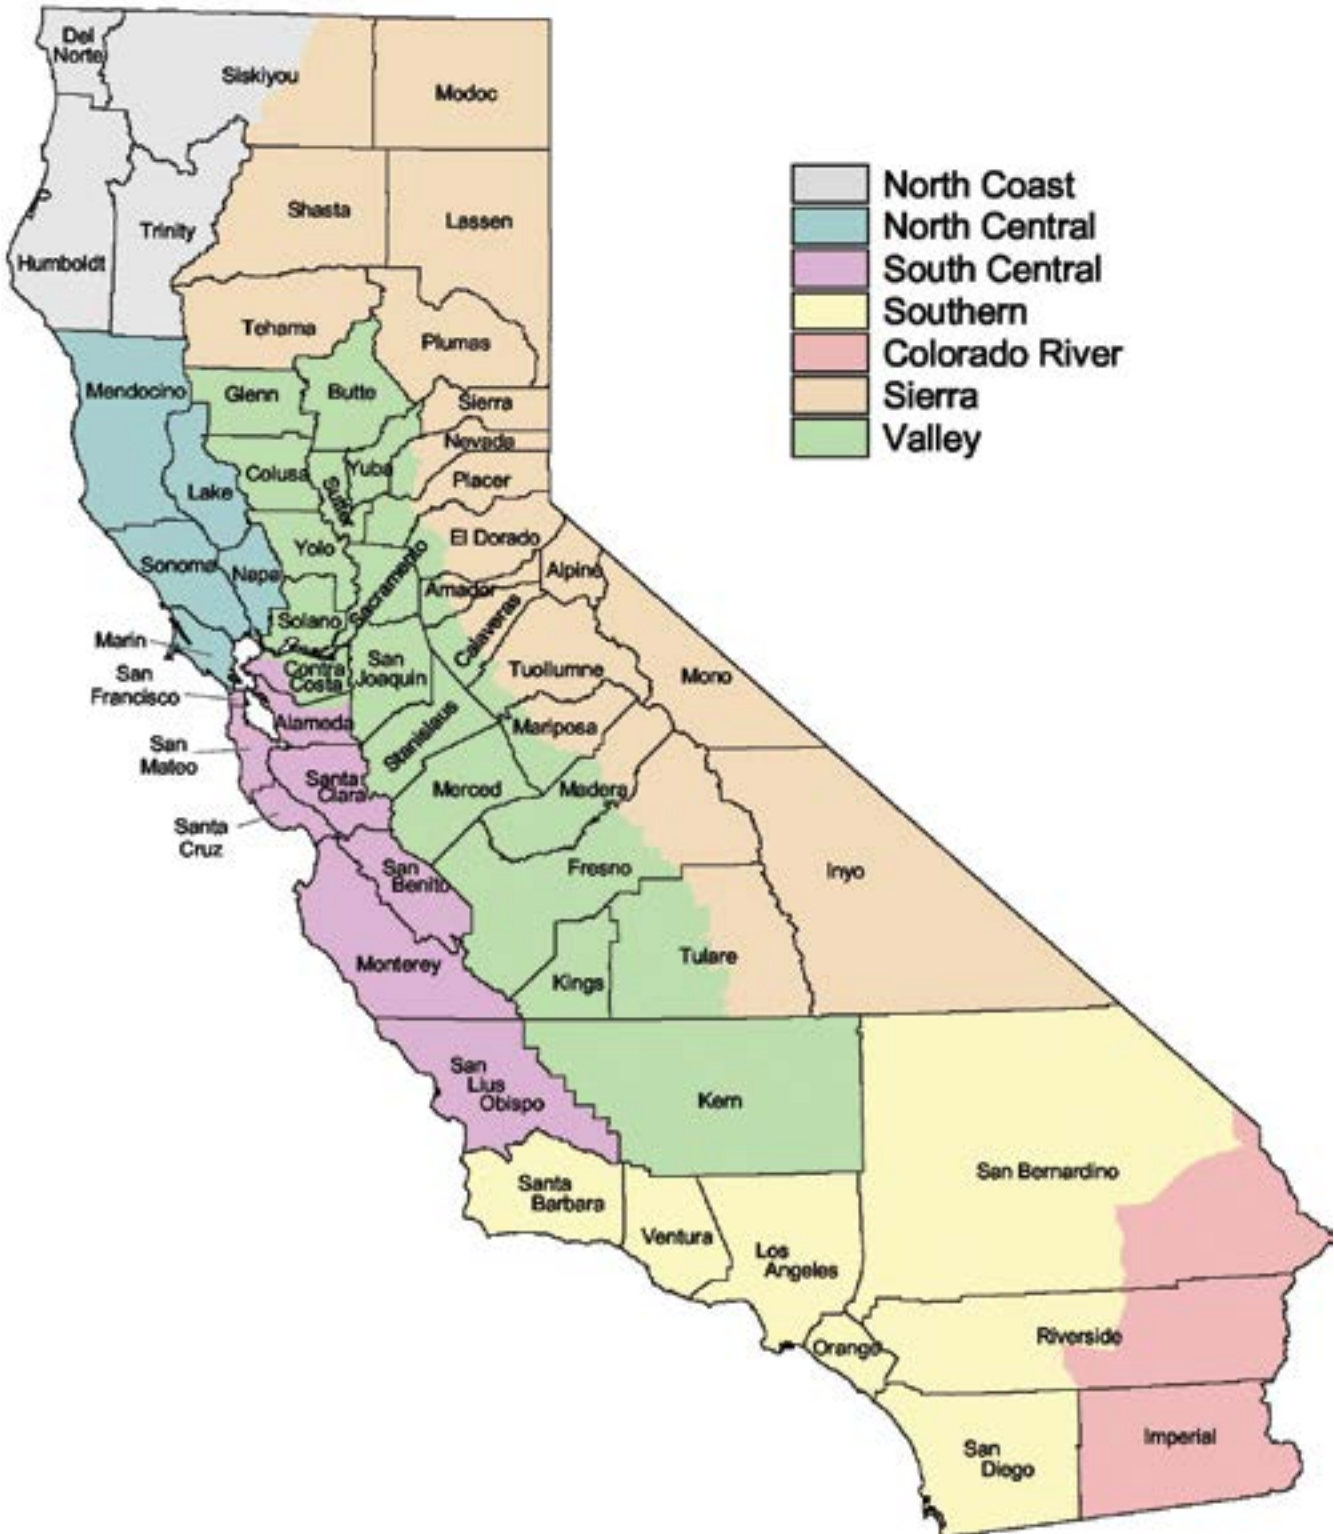 Del
Norte
Siskiyou
Modoc
Shasta
Lassen
Trinity
Humboldt
Tehama
Plumas
Mendocino
Glenn
Butte
Sierra
Nevada
Colusa
Sutter
Yuba
Placer
Lake
El Dorado
Yolo
Sonoma
Napa
Sacramento
Alpine
Amador
Solano
Calaveras
Marin
San
Francisco
Contra
Costa
San
Joaquin
Tuollumne
Mono
Alameda
Stanislaus
Mariposa
San
Mateo
Santa
Clara
Merced
Madera
Santa
Cruz
San
Benito
Fresno
Inyo
Monterey
Kings
Tulare
San
Lius
Obispo
Kern
San Bernardino
Santa
Barbara
Ventura
Los
Angeles
Orange
Riverside
San
Diego
Imperial
North Coast
North Central
South Central
Southern
Colorado River
Sierra
Valley